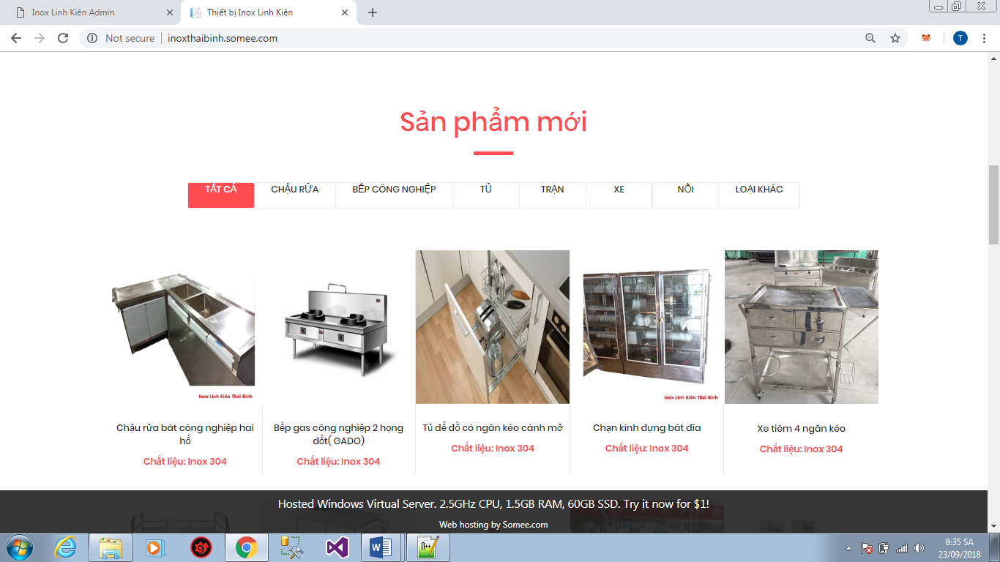 Inox Linh Kiên Admin
Thiết bị Inox Linh Kiên
Not secure
inoxthaibinh.somee.com
T
Sản phẩm mới
TẤT CẢ
CHẬU RỬA
BẾP CÔNG NGHIỆP
TỦ
TRẠN
XE
NỒI
LOẠI KHÁC
Inox Linh Kiên Thái Bình
Inox Linh Kiên Thái Bình
Chậu rửa bát công nghiệp hai
hố
Chất liệu: Inox 304
Bếp gas công nghiệp 2 họng
đốt( GADO)
Chất liệu: Inox 304
Tủ để đồ có ngăn kéo cánh mở
Chất liệu: Inox 304
Chạn kính đựng bát đĩa
Chất liệu: Inox 304
Xe tiêm 4 ngăn kéo
Chất liệu: Inox 304
Hosted Windows Virtual Server. 2.5GHz CPU, 1.5GB RAM, 60GB SSD. Try it now for $1!
Web hosting by Somee.com
8:35 SA
23/09/2018